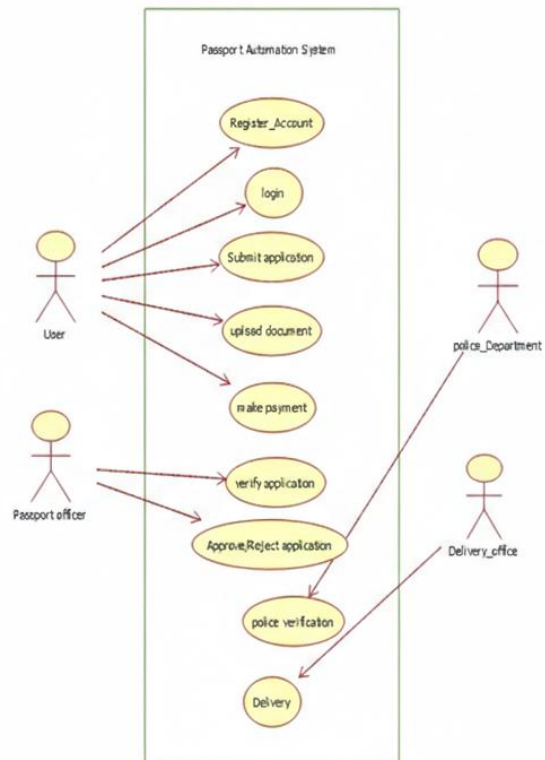 Passport Automation System
Register_Account
login
Submit application
upload document
make payment
verify application
Approve/Reject application
police verification
Delivery
User
Passport officer
police_Department
Delivery_office